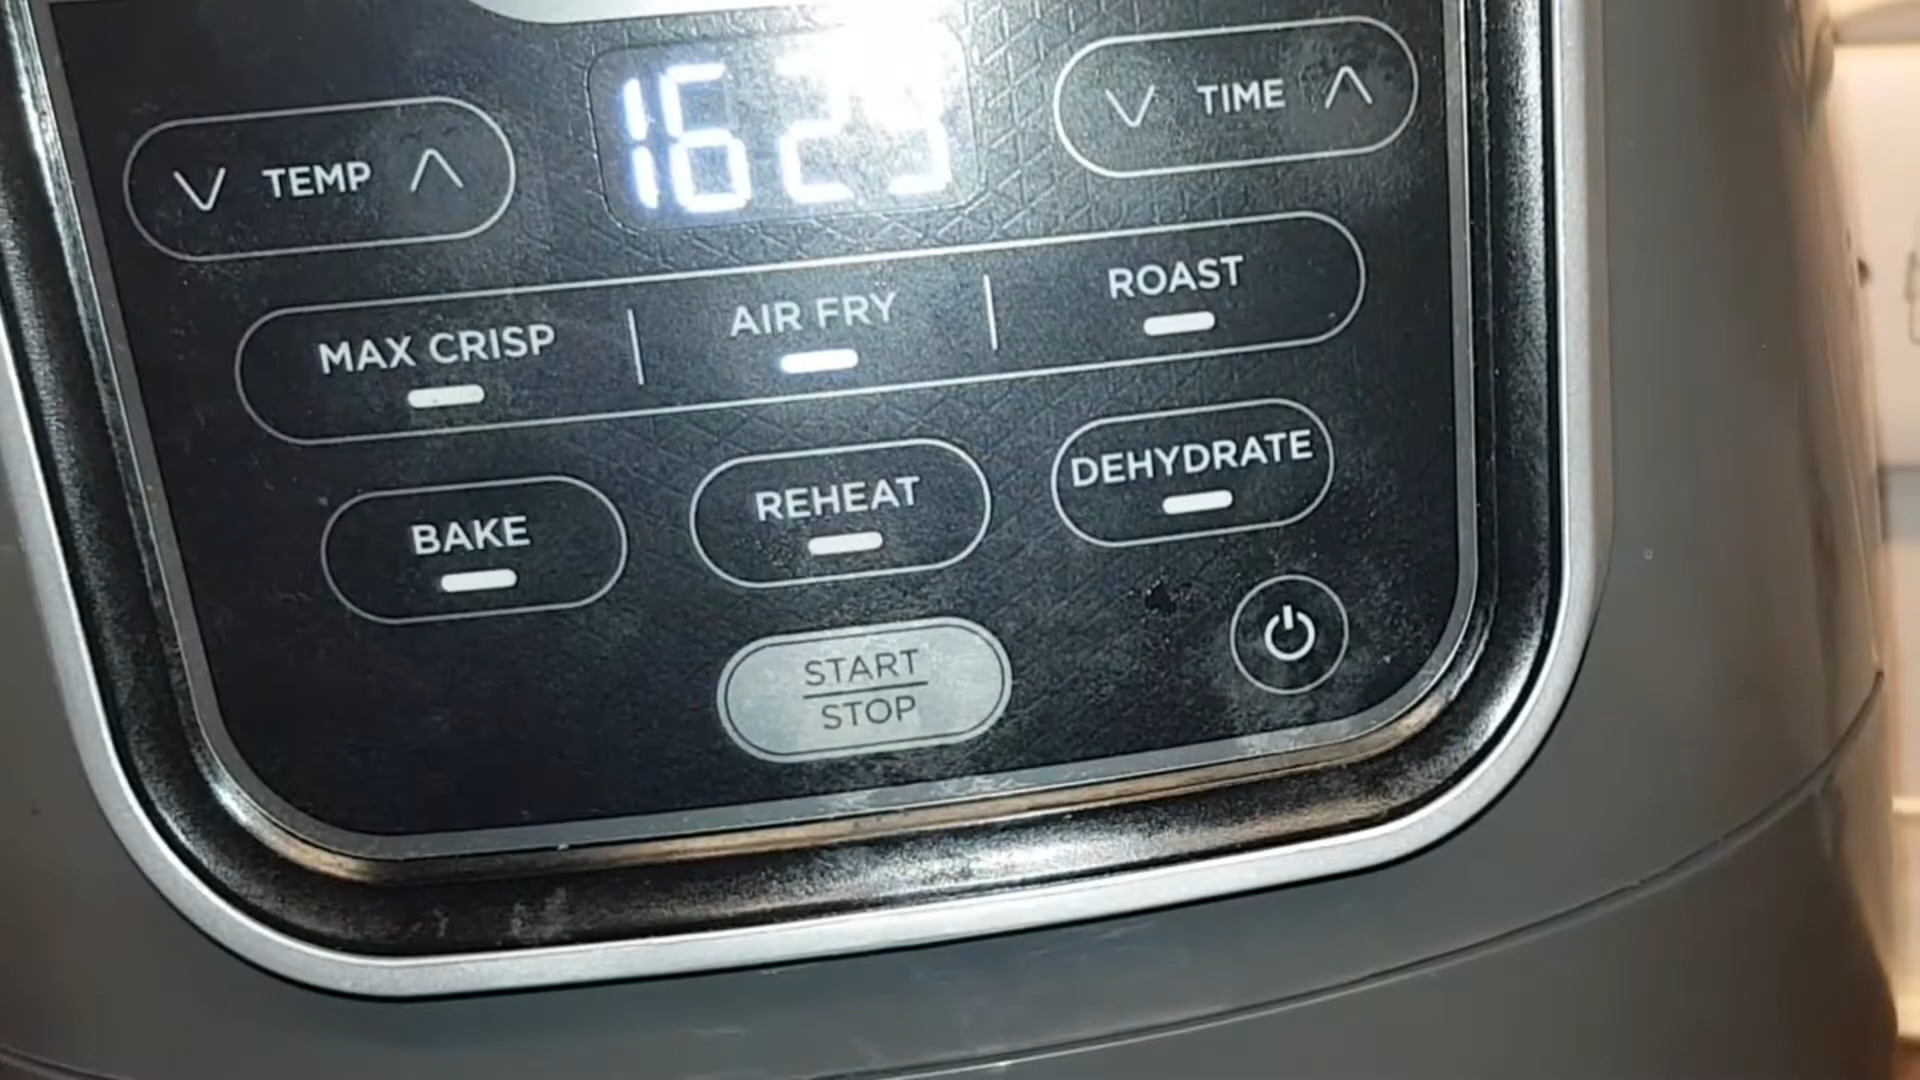 TEMP
TIME
MAX CRISP
AIR FRY
ROAST
BAKE
REHEAT
DEHYDRATE
START
STOP